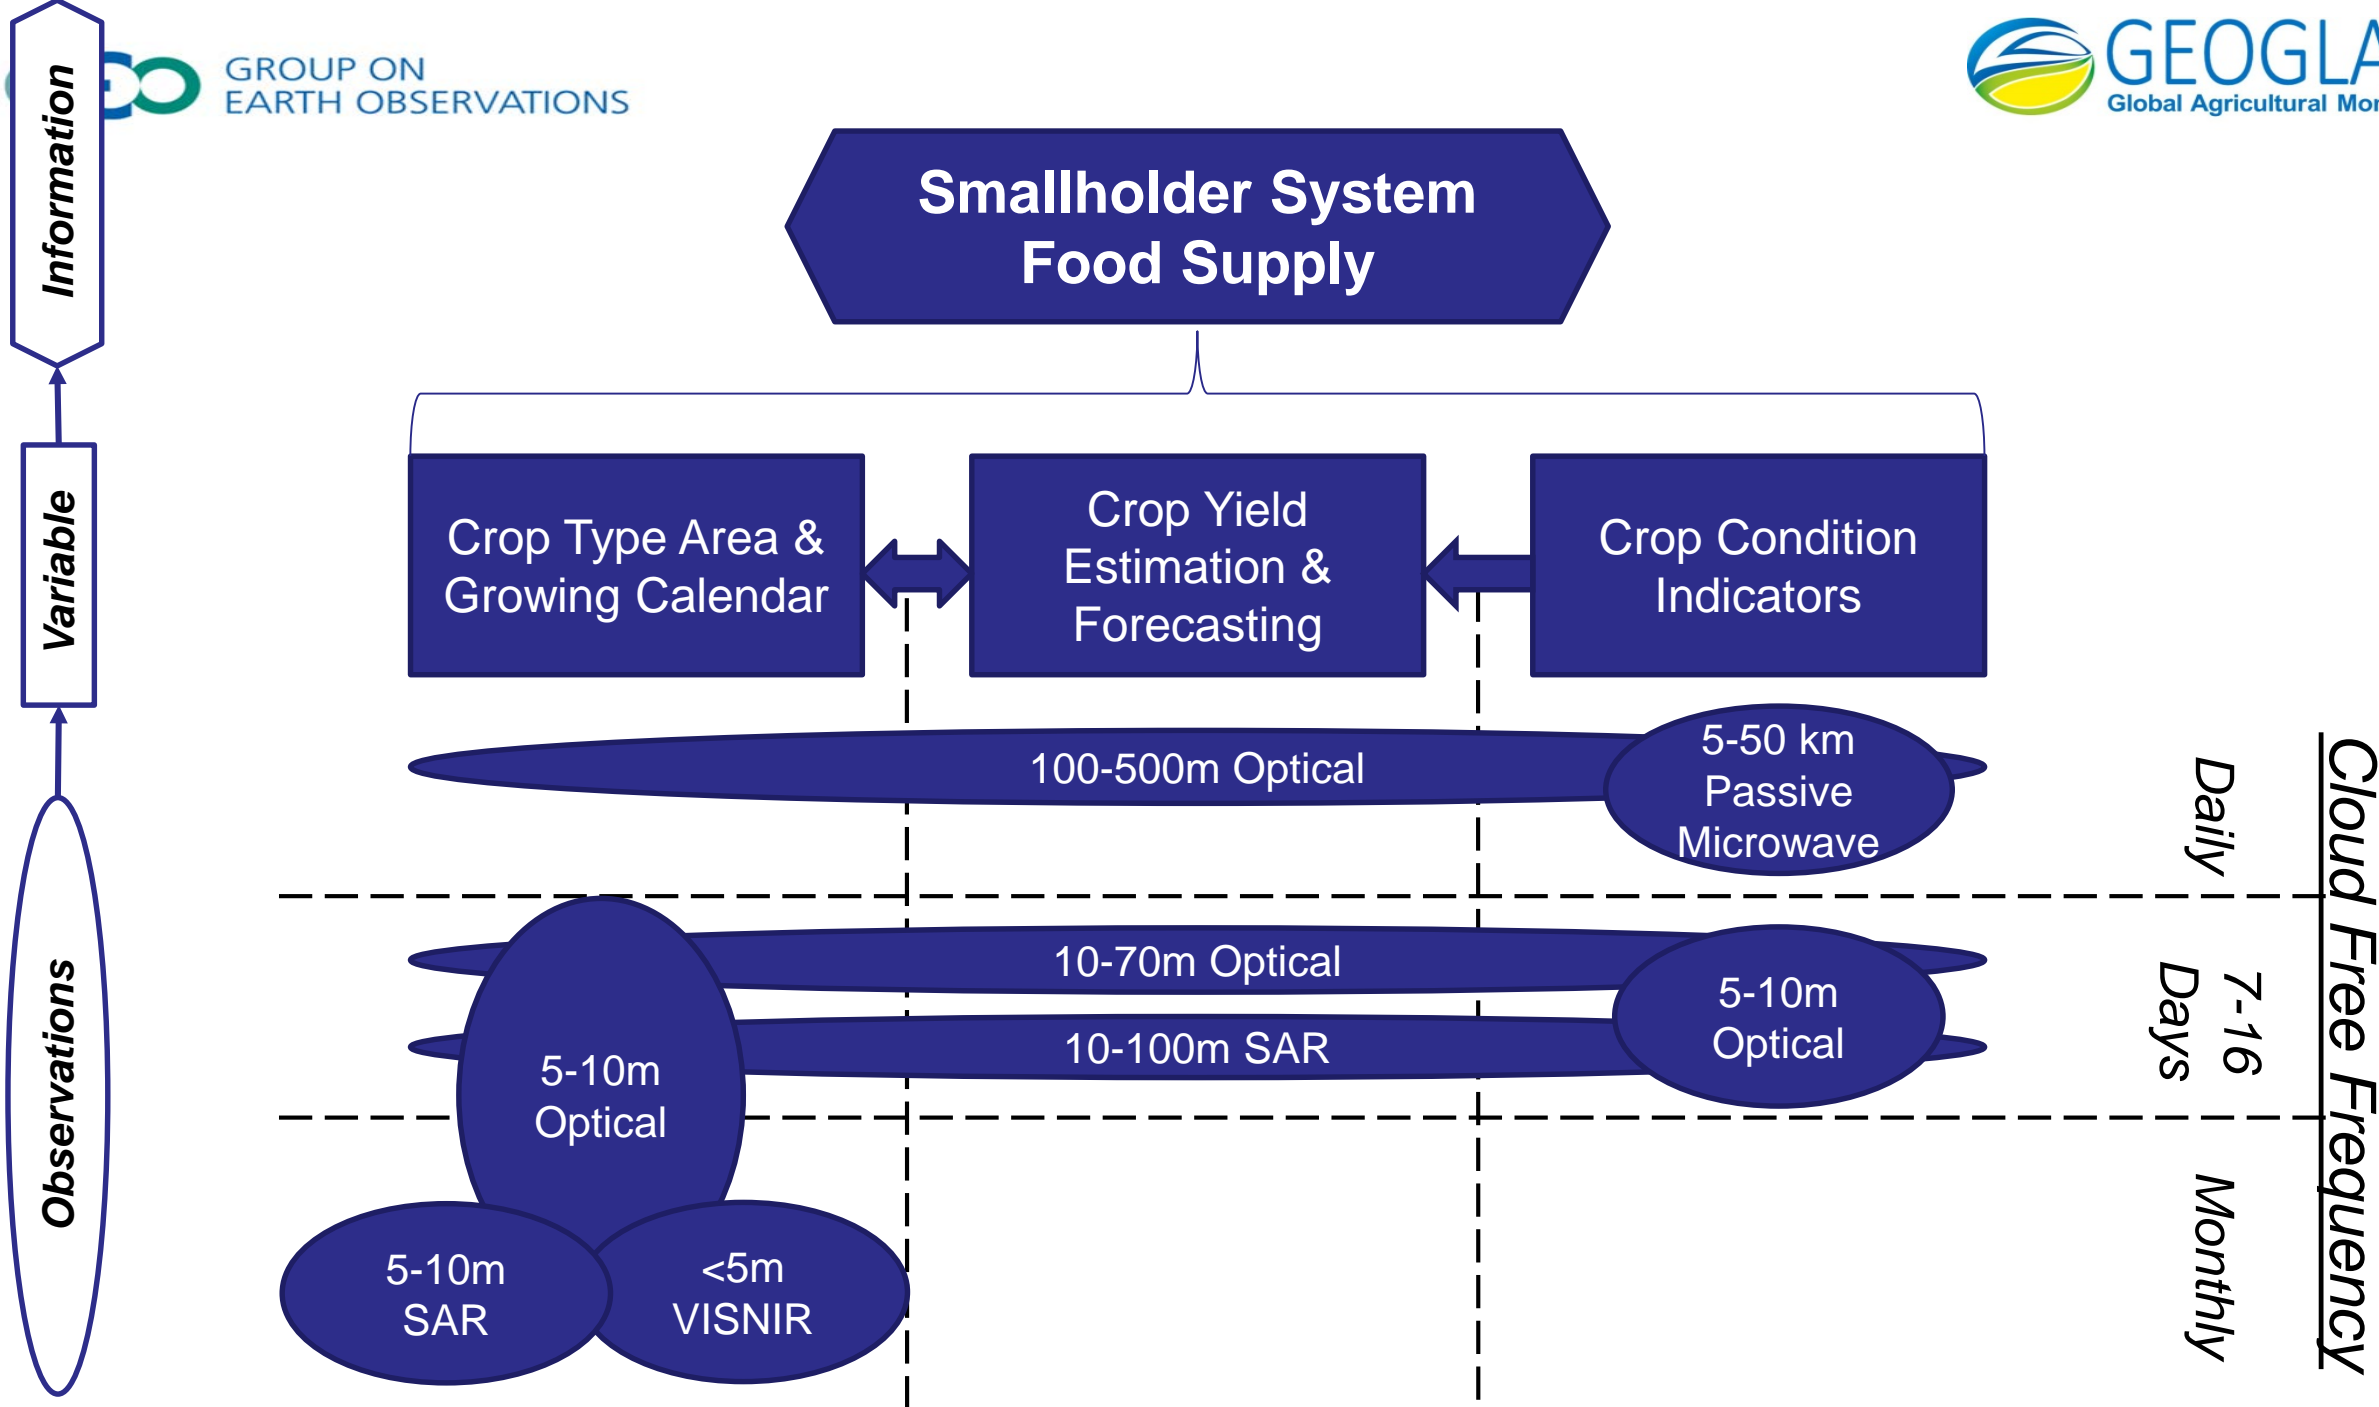 GROUP ON
EARTH OBSERVATIONS
Global Agricultural
Information
Smallholder System
Food Supply
Variable
Crop Type Area &
Growing Calendar
Crop Yield
Estimation &
Forecasting
Crop Condition
Indicators
100-500m Optical
5-50 km
Passive
Microwave
Daily
Cloud Free Frequency
Observations
10-70m Optical
10-100m SAR
5-10m
Optical
5-10m
Optical
7-16
Days
5-10m
SAR
<5m
VISNIR
Monthly